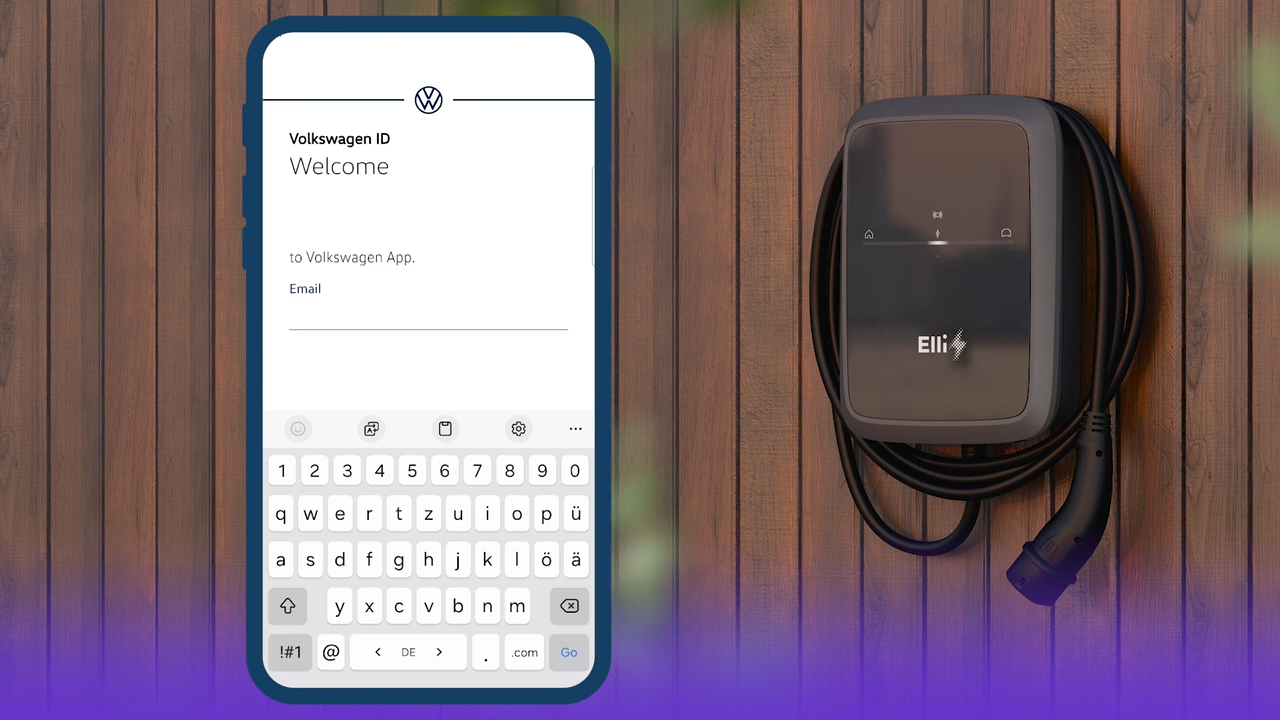 Volkswagen ID
Welcome
to Volkswagen App.
Email
1 2 3 4 5 6 7 8 9 0
q w e r t z u i o p ü
a s d f g h j k l ö ä
y x c v b n m
!#1 @ < DE > . .com Go
Elli